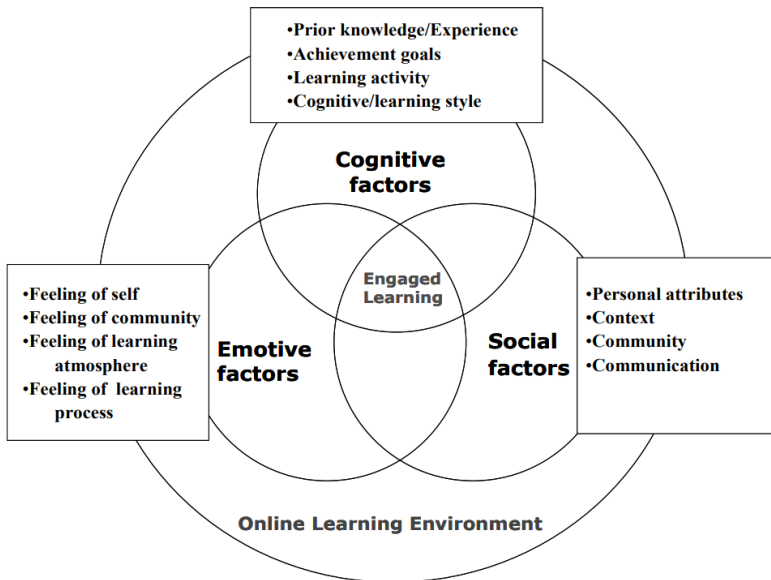 •Prior knowledge/Experience
•Achievement goals
•Learning activity
•Cognitive/learning style
Cognitive
factors
Engaged
Learning
•Feeling of self
•Feeling of community
•Feeling of learning
atmosphere
•Feeling of learning
process
Emotive
factors
Social
factors
•Personal attributes
•Context
•Community
•Communication
Online Learning Environment